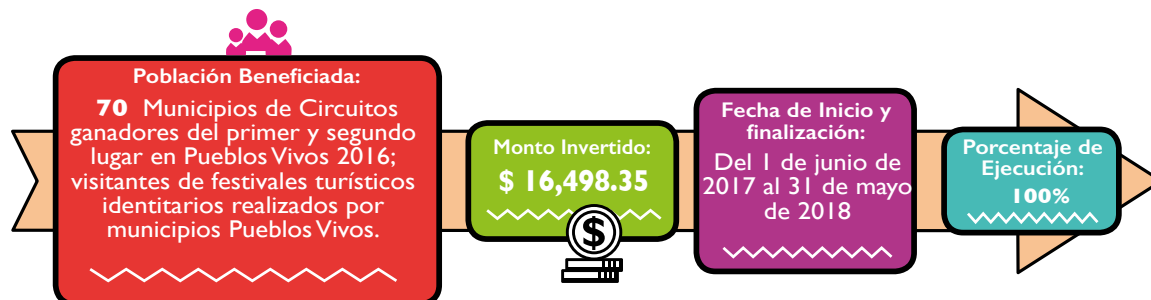 Población Beneficiada:
70 Municipios de Circuitos
ganadores del primer y segundo
lugar en Pueblos Vivos 2016;
visitantes de festivales turísticos
identitarios realizados por
municipios Pueblos Vivos.
Monto Invertido:
$ 16,498.35
$
Fecha de Inicio y
finalización:
Del 1 de junio de
2017 al 31 de mayo
de 2018
Porcentaje de
Ejecución:
100%